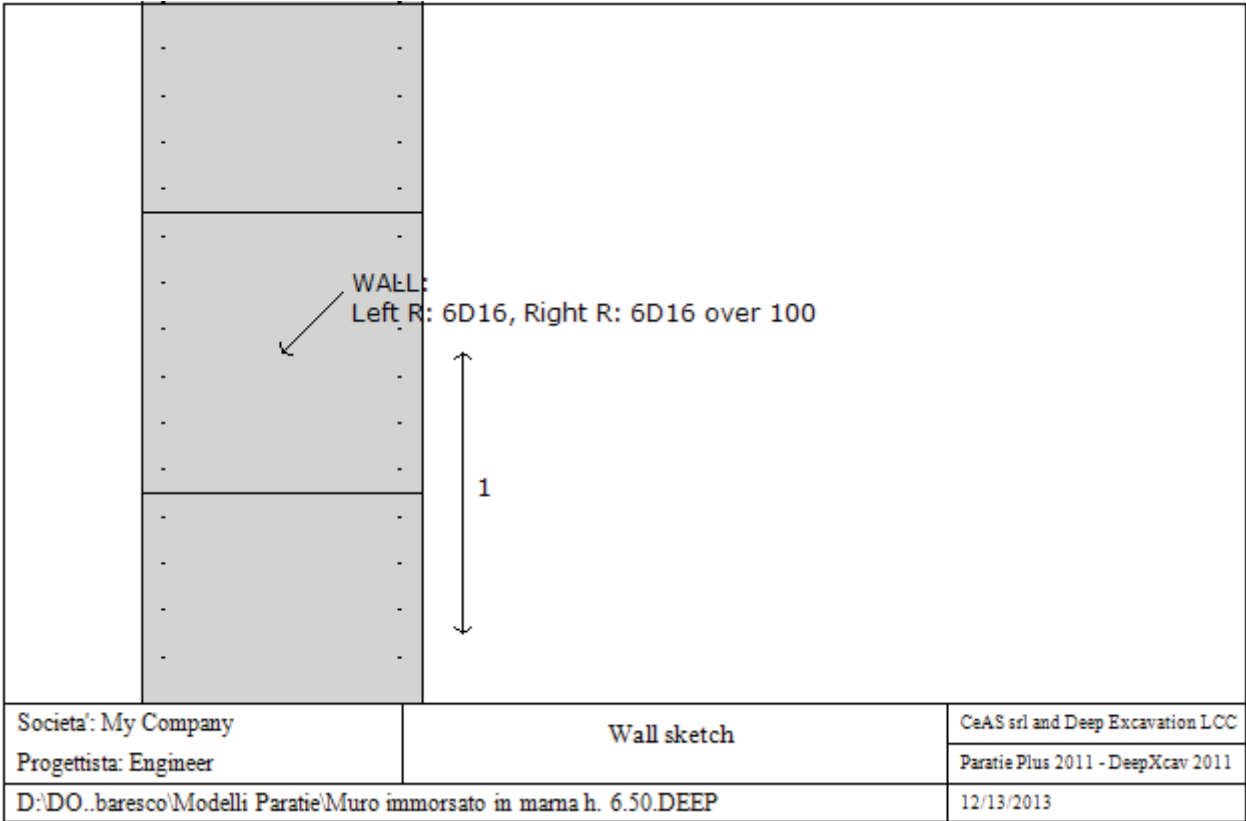 WALL:
Left R: 6D16, Right R: 6D16 over 100
1
Societa': My Company
Progettista: Engineer
Wall sketch
CeAS srl and Deep Excavation LCC
Paratie Plus 2011 - DeepXcav 2011
D:\DO..baresco\Modelli Paratie\Muro immorsato in marna h. 6.50.DEEP
12/13/2013